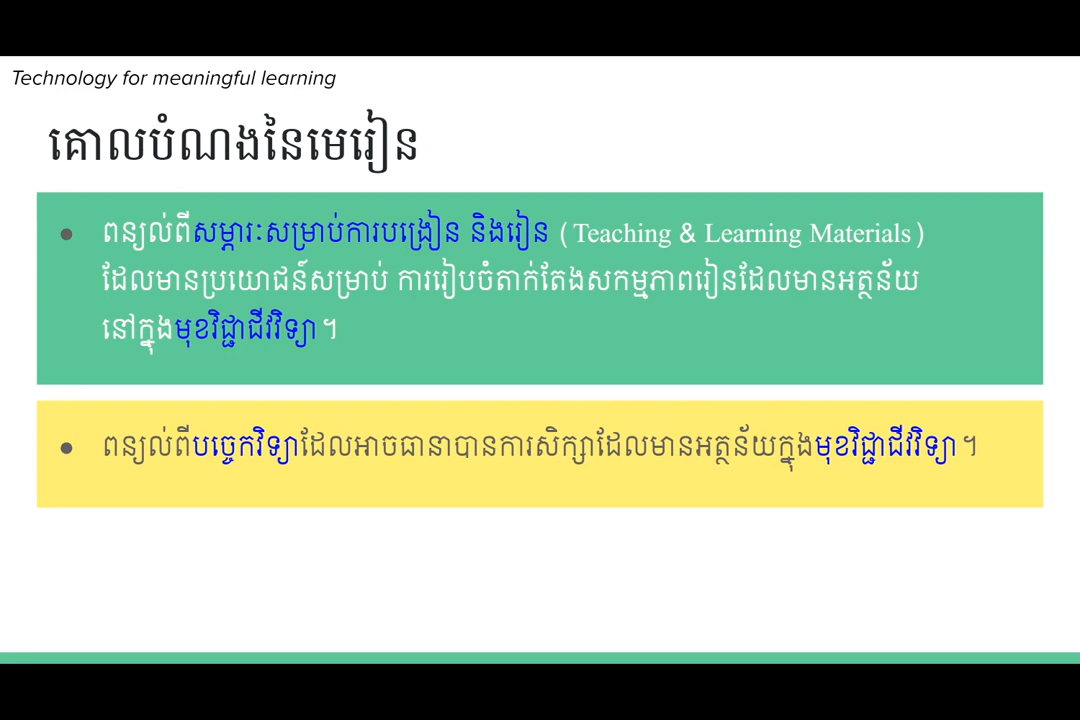 Technology for meaningful learning
គោលបំណងនៃមេរៀន
● ពន្យល់ពីសម្ភារៈសម្រាប់ការបង្រៀន និងរៀន (Teaching & Learning Materials)
ដែលមានប្រយោជន៍សម្រាប់ ការរៀបចំតាក់តែងសកម្មភាពរៀនដែលមានអត្ថន័យ
នៅក្នុងមុខវិជ្ជាជីវវិទ្យា។
● ពន្យល់ពីបច្ចេកវិទ្យាដែលអាចធានាបានការសិក្សាដែលមានអត្ថន័យក្នុងមុខវិជ្ជាជីវវិទ្យា។